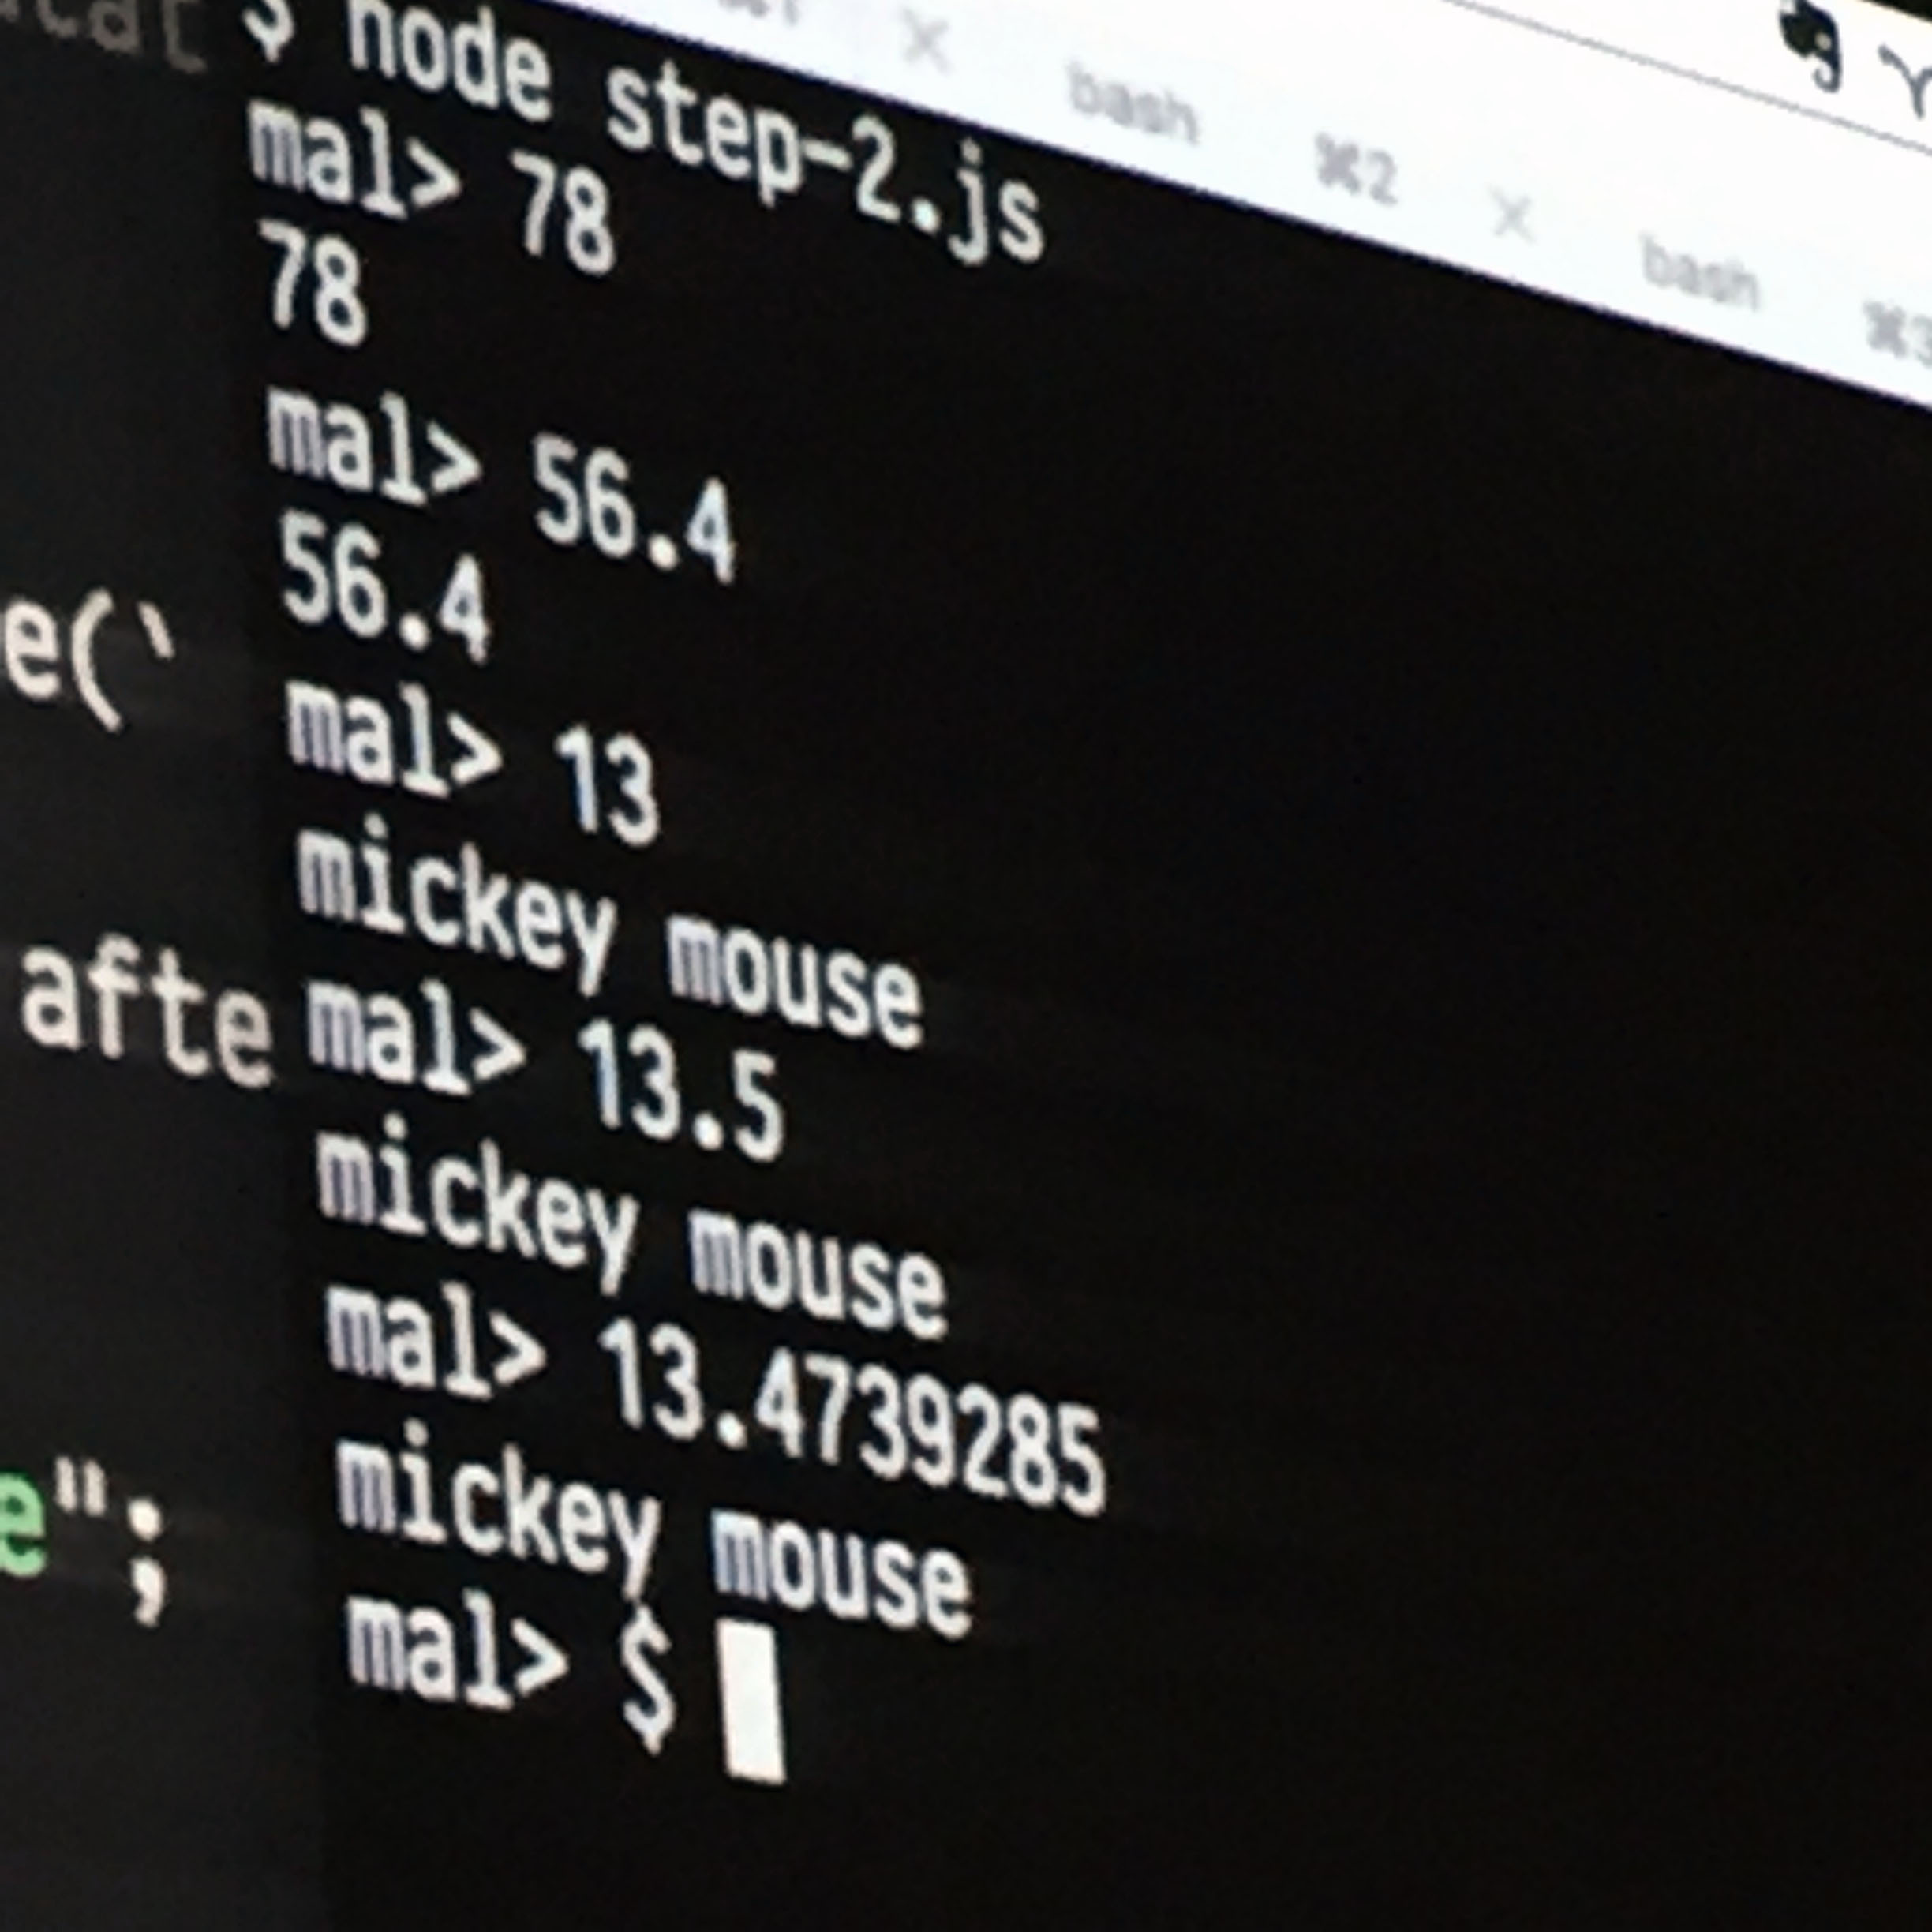 bash ⌘2 bash ⌘3
$ node step-2.js
mal> 78
78
mal> 56.4
56.4
e('
mal> 13
mickey mouse
afte
mal> 13.5
mickey mouse
mal> 13.4739285
mickey mouse
e";
mal> $